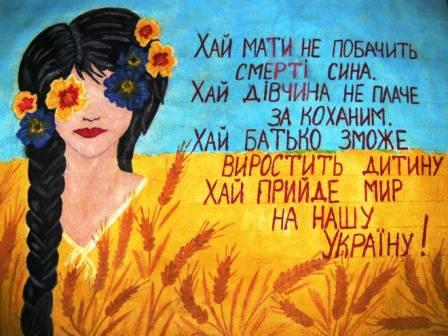 ХАЙ МАТИ НЕ ПОБАЧИТЬ
СМЕРТІ СИНА.
ХАЙ ДІВЧИНА НЕ ПЛАЧЕ
ЗА КОХАНИМ.
ХАЙ БАТЬКО ЗМОЖЕ
ВИРОСТИТЬ ДИТИНУ
ХАЙ ПРИЙДЕ МИР
НА НАШУ
УКРАЇНУ!